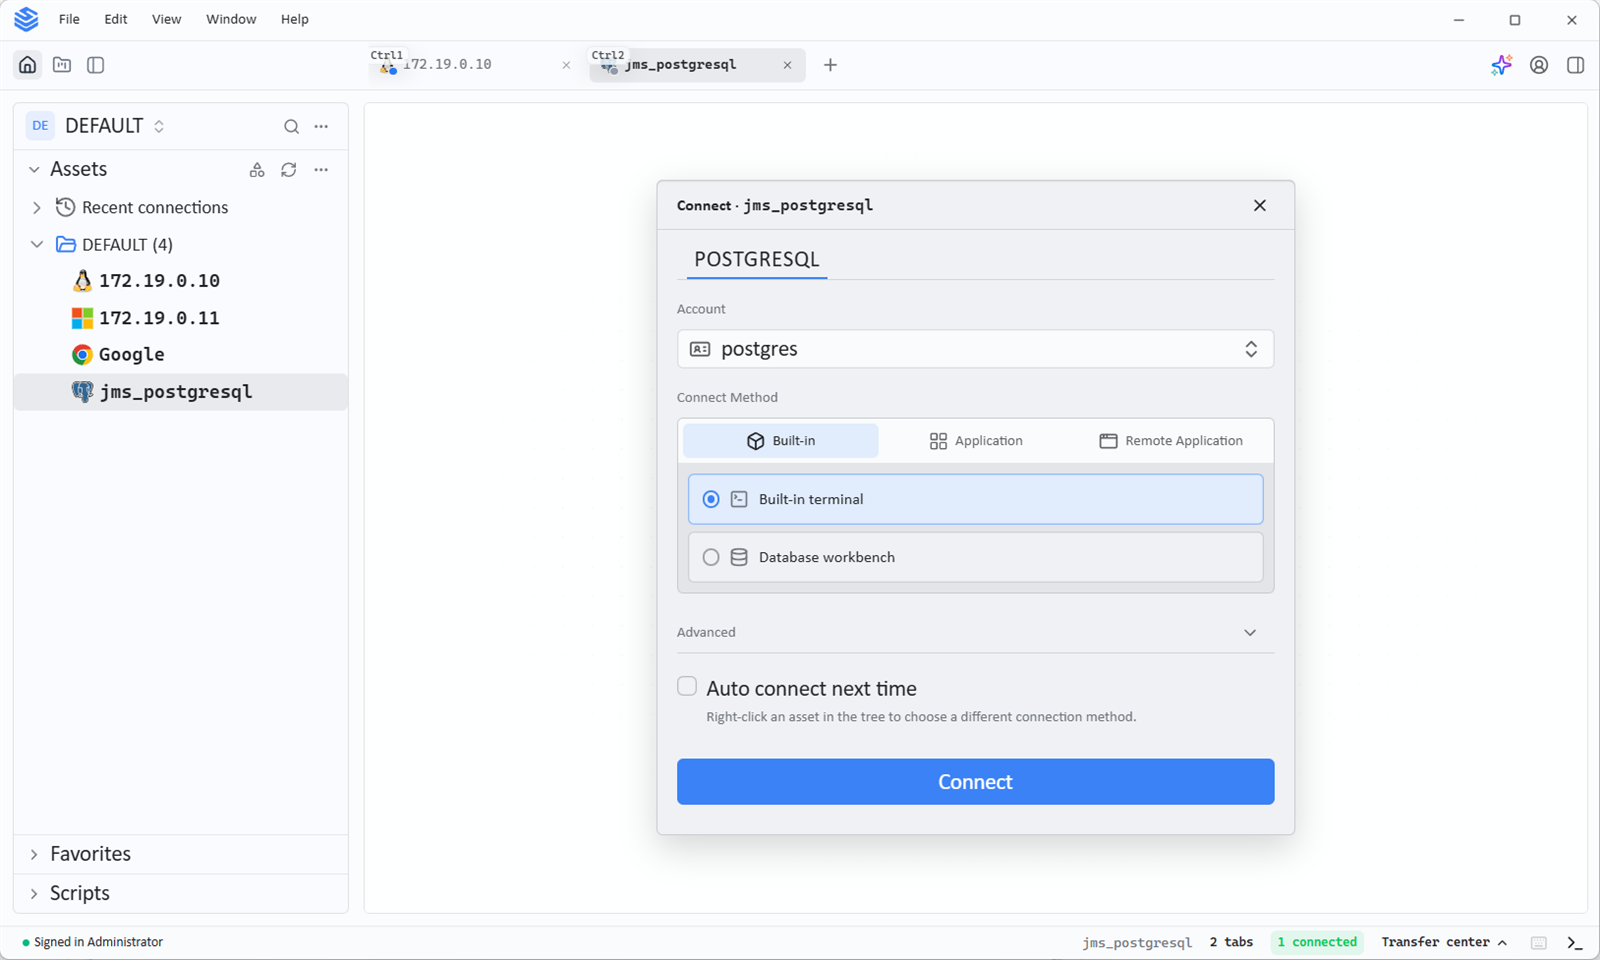 File Edit View Window Help
Ctrl1 172.19.0.10
Ctrl2 jms_postgresql
DE DEFAULT
Assets
Recent connections
DEFAULT (4)
172.19.0.10
172.19.0.11
Google
jms_postgresql
Favorites
Scripts
Connect · jms_postgresql
POSTGRESQL
Account
postgres
Connect Method
Built-in Application Remote Application
Built-in terminal
Database workbench
Advanced
Auto connect next time
Right-click an asset in the tree to choose a different connection method.
Connect
Signed in Administrator
jms_postgresql 2 tabs 1 connected Transfer center